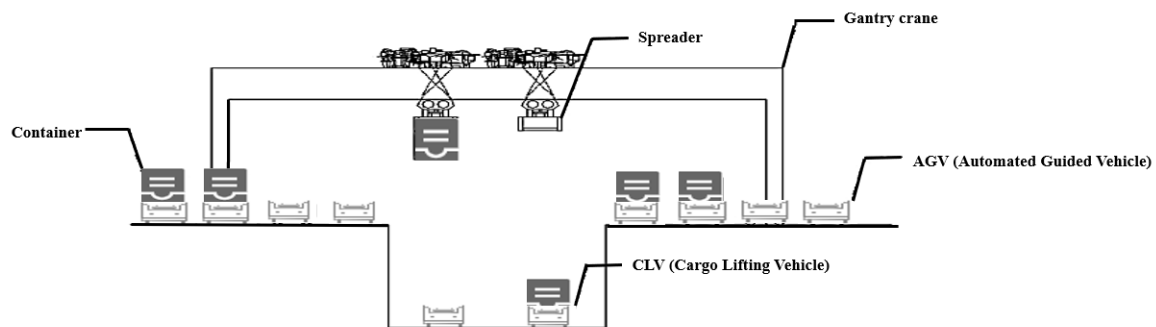 Gantry crane
Spreader
Container
AGV (Automated Guided Vehicle)
CLV (Cargo Lifting Vehicle)